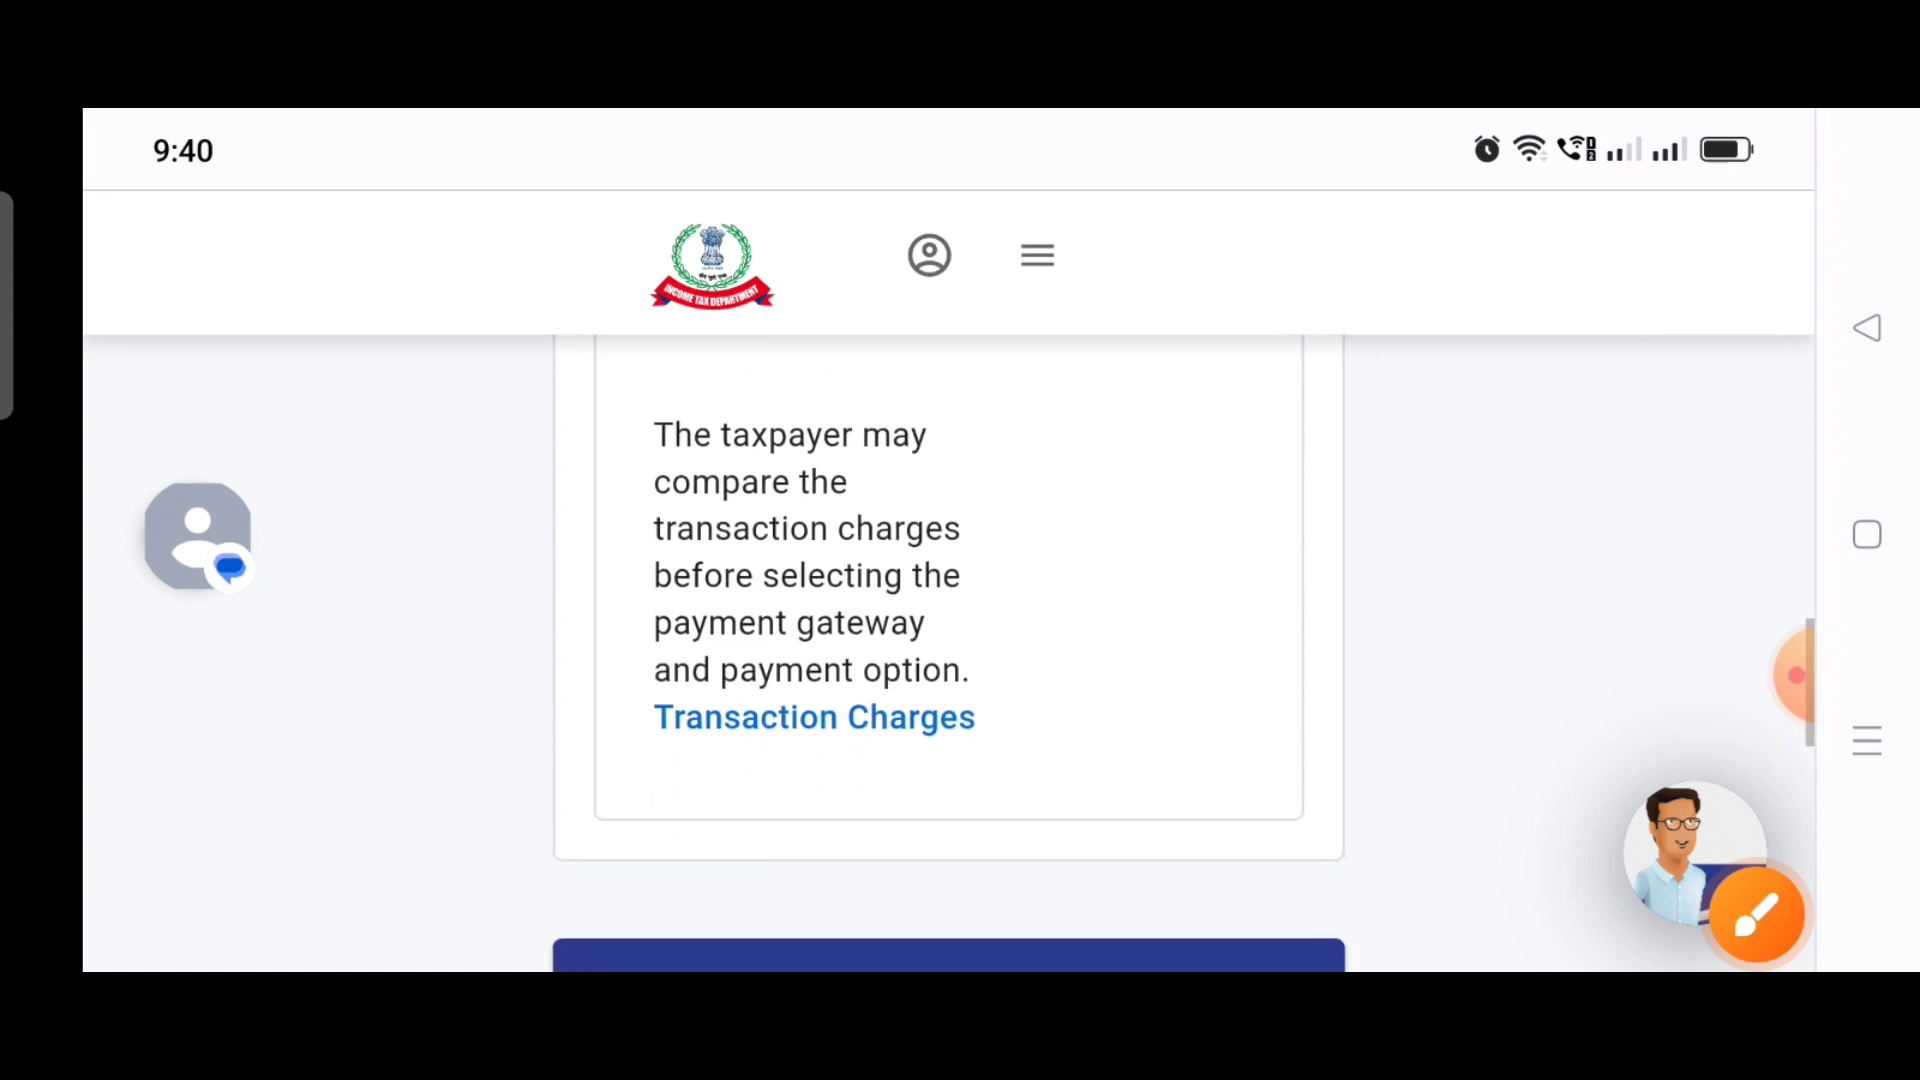 9:40
INCOME TAX DEPARTMENT
The taxpayer may
compare the
transaction charges
before selecting the
payment gateway
and payment option.
Transaction Charges